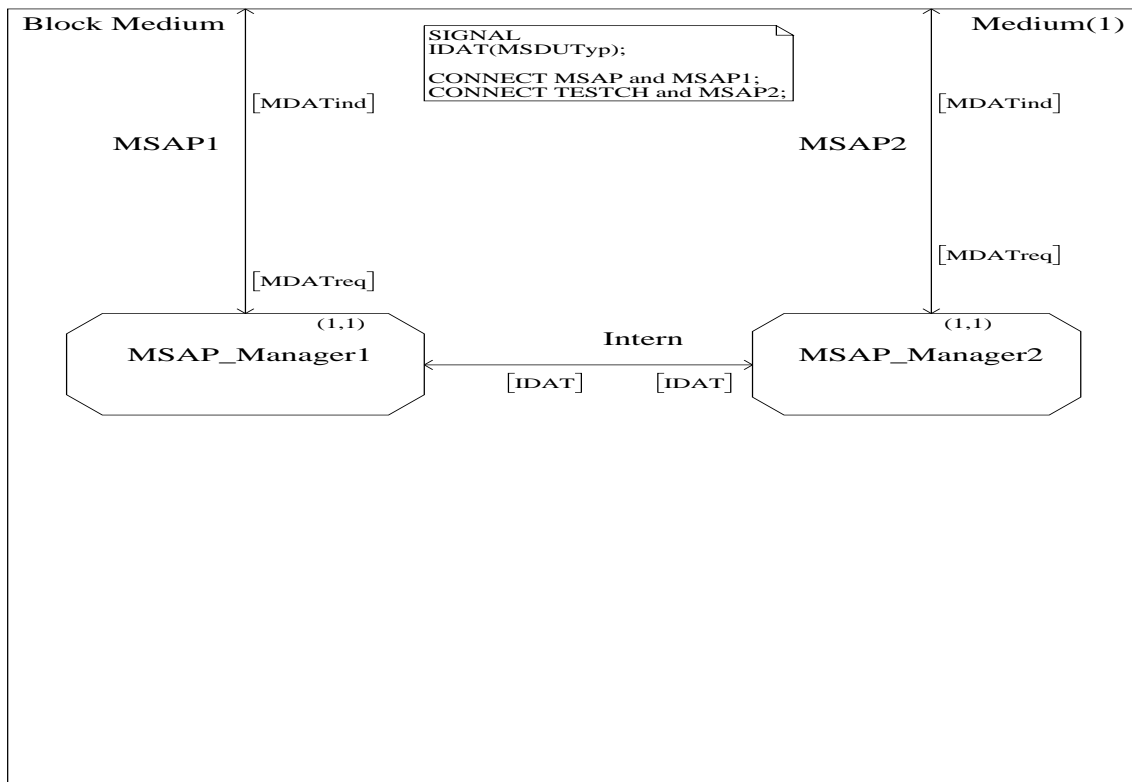 Block Medium
Medium(1)
SIGNAL
IDAT(MSDUTyp);
CONNECT MSAP and MSAP1;
CONNECT TESTCH and MSAP2;
[MDATind]
[MDATind]
MSAP1
MSAP2
[MDATreq]
[MDATreq]
(1,1)
MSAP_Manager1
Intern
(1,1)
MSAP_Manager2
[IDAT]
[IDAT]